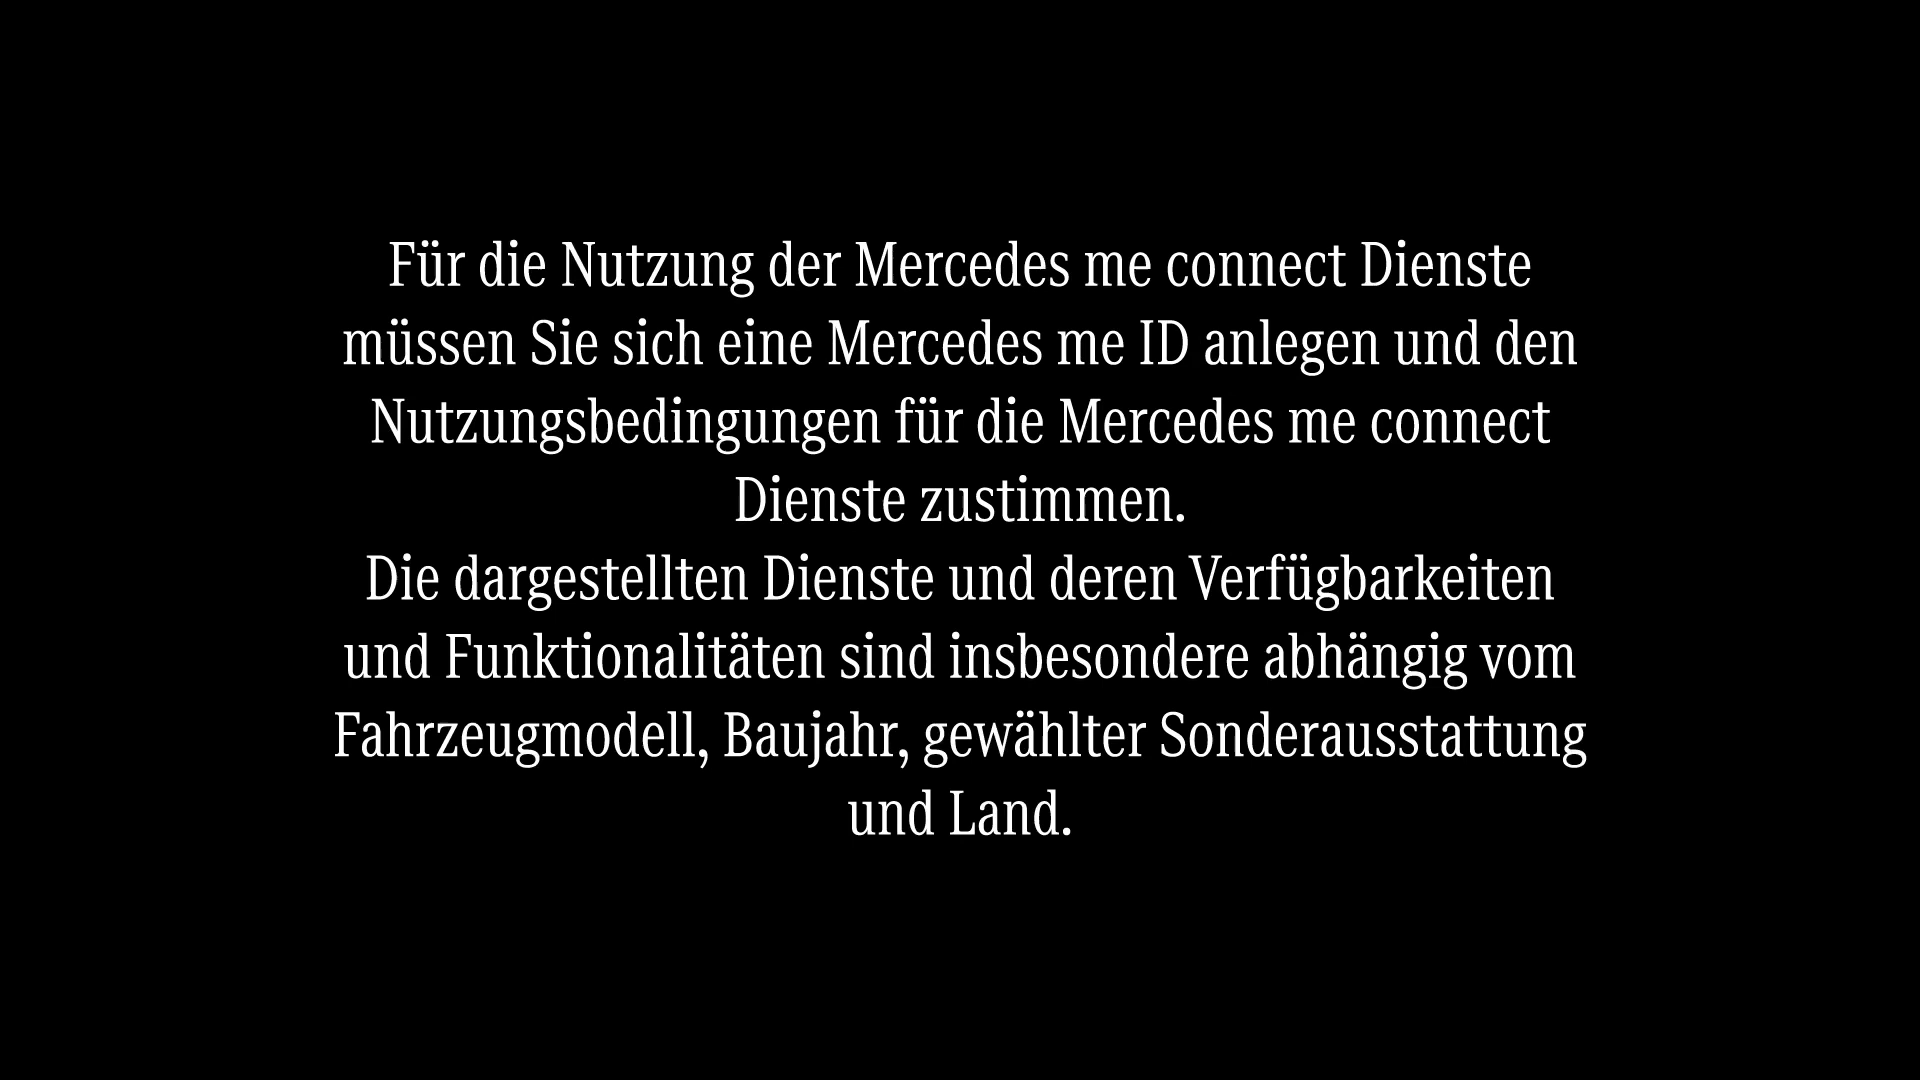 Für die Nutzung der Mercedes me connect Dienste
müssen Sie sich eine Mercedes me ID anlegen und den
Nutzungsbedingungen für die Mercedes me connect
Dienste zustimmen.
Die dargestellten Dienste und deren Verfügbarkeiten
und Funktionalitäten sind insbesondere abhängig vom
Fahrzeugmodell, Baujahr, gewählter Sonderausstattung
und Land.